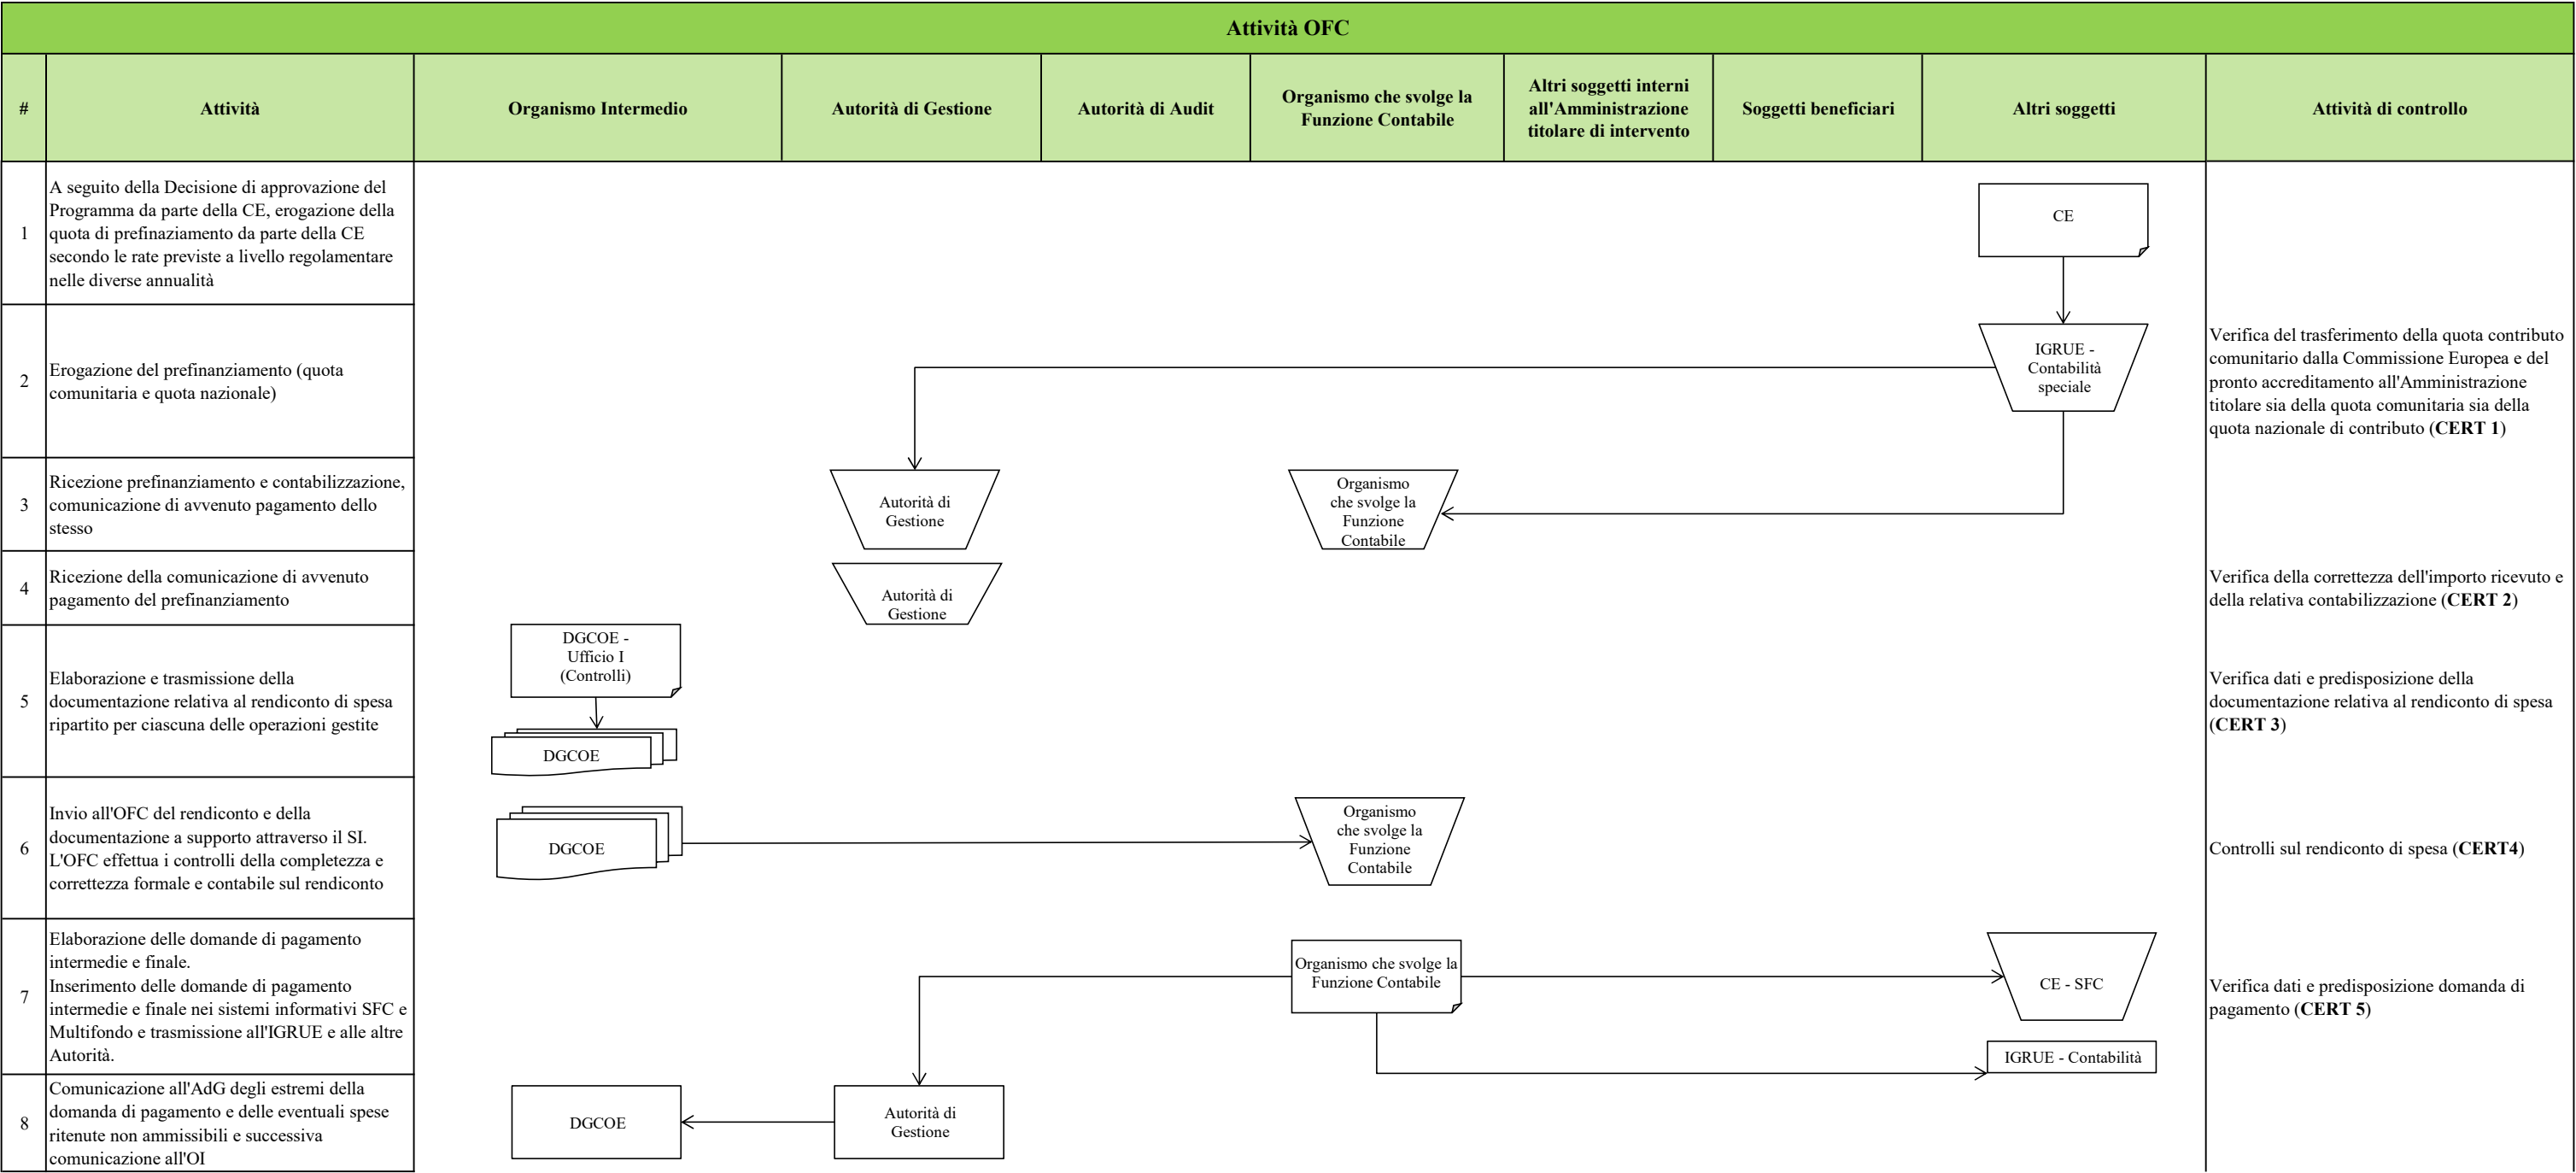 Attività OFC
#
Attività
Organismo Intermedio
Autorità di Gestione
Autorità di Audit
Organismo che svolge la
Funzione Contabile
Altri soggetti interni
all'Amministrazione
titolare di intervento
Soggetti beneficiari
Altri soggetti
Attività di controllo
1
A seguito della Decisione di approvazione del
Programma da parte della CE, erogazione della
quota di prefinaziamento da parte della CE
secondo le rate previste a livello regolamentare
nelle diverse annualità
CE
2
Erogazione del prefinanziamento (quota
comunitaria e quota nazionale)
IGRUE -
Contabilità
speciale
Verifica del trasferimento della quota contributo
comunitario dalla Commissione Europea e del
pronto accreditamento all'Amministrazione
titolare sia della quota comunitaria sia della
quota nazionale di contributo (CERT 1)
3
Ricezione prefinanziamento e contabilizzazione,
comunicazione di avvenuto pagamento dello
stesso
Autorità di
Gestione
Organismo
che svolge la
Funzione
Contabile
4
Ricezione della comunicazione di avvenuto
pagamento del prefinanziamento
Autorità di
Gestione
Verifica della correttezza dell'importo ricevuto e
della relativa contabilizzazione (CERT 2)
5
Elaborazione e trasmissione della
documentazione relativa al rendiconto di spesa
ripartito per ciascuna delle operazioni gestite
DGCOE -
Ufficio I
(Controlli)
DGCOE
Verifica dati e predisposizione della
documentazione relativa al rendiconto di spesa
(CERT 3)
6
Invio all'OFC del rendiconto e della
documentazione a supporto attraverso il SI.
L'OFC effettua i controlli della completezza e
correttezza formale e contabile sul rendiconto
DGCOE
Organismo
che svolge la
Funzione
Contabile
Controlli sul rendiconto di spesa (CERT4)
7
Elaborazione delle domande di pagamento
intermedie e finale.
Inserimento delle domande di pagamento
intermedie e finale nei sistemi informativi SFC e
Multifondo e trasmissione all'IGRUE e alle altre
Autorità.
Organismo che svolge la
Funzione Contabile
CE - SFC
IGRUE - Contabilità
Verifica dati e predisposizione domanda di
pagamento (CERT 5)
8
Comunicazione all'AdG degli estremi della
domanda di pagamento e delle eventuali spese
ritenute non ammissibili e successiva
comunicazione all'OI
DGCOE
Autorità di
Gestione